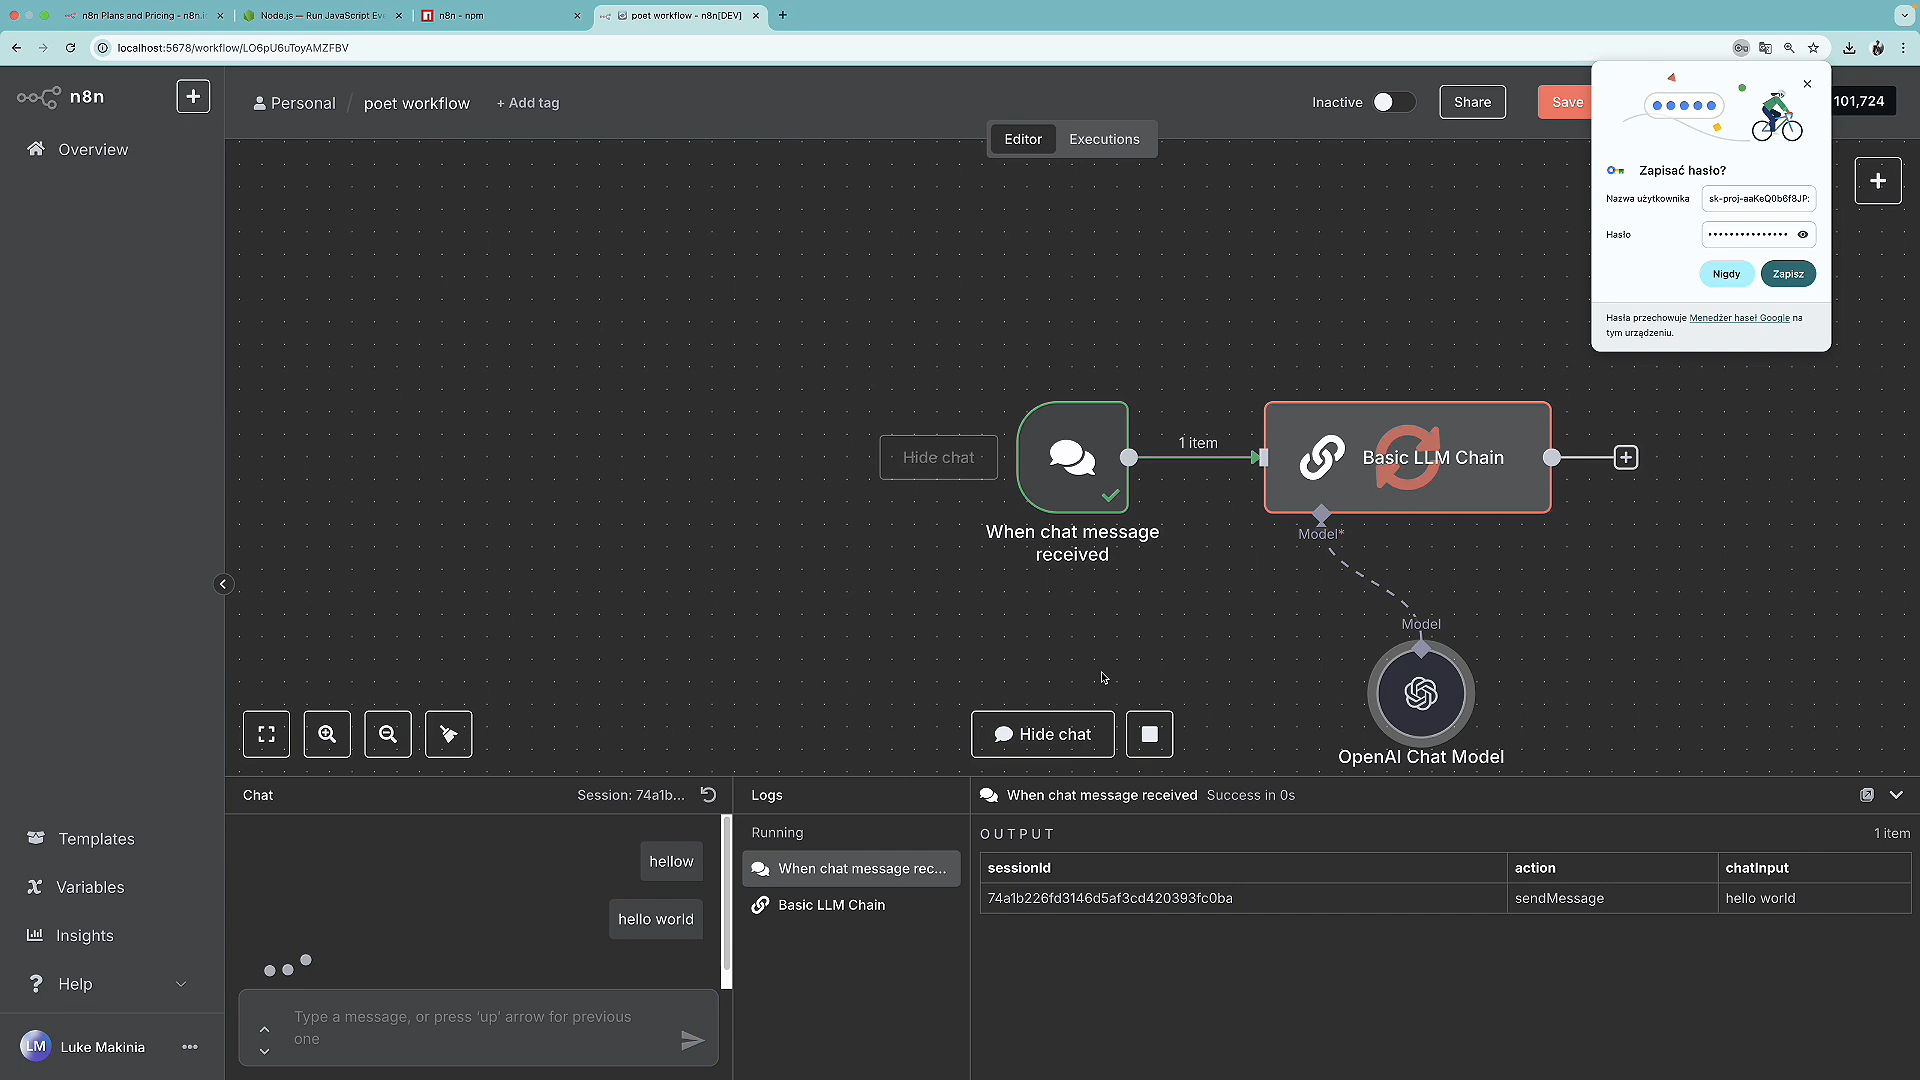 n8n Plans and Pricing - n8n.i
Node.js — Run JavaScript Ev
n8n - npm
poet workflow - n8n[DEV]
localhost:5678/workflow/LO6pU6uToyAMZFBV
n8n
Personal / poet workflow
+ Add tag
Inactive
Share
Save
101,724
Editor
Executions
Overview
Zapisać hasło?
Nazwa użytkownika
sk-proj-aaKeQ0b6f8JP:
Hasło
Nigdy
Zapisz
Hasła przechowuje Menedżer haseł Google na
tym urządzeniu.
Hide chat
1 item
Basic LLM Chain
When chat message
received
Model*
Model
OpenAI Chat Model
Hide chat
Chat
Session: 74a1b...
Logs
When chat message received Success in 0s
Running
When chat message rec...
Basic LLM Chain
OUTPUT
1 item
sessionId
action
chatInput
74a1b226fd3146d5af3cd420393fc0ba
sendMessage
hello world
hellow
hello world
Type a message, or press 'up' arrow for previous
one
Templates
Variables
Insights
Help
LM
Luke Makinia